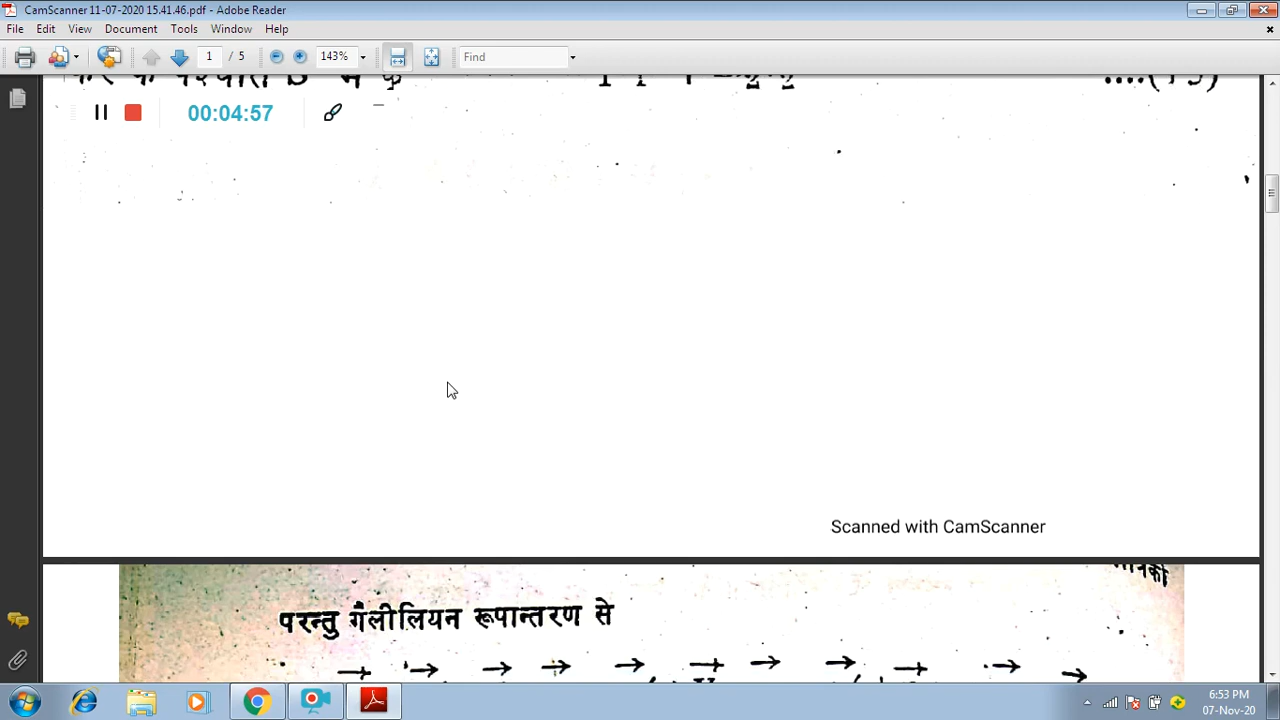 CamScanner 11-07-2020 15.41.46.pdf - Adobe Reader
File Edit View Document Tools Window Help
1 / 5 143% Find
00:04:57
Scanned with CamScanner
परन्तु गैलीलियन रूपान्तरण से
6:53 PM
07-Nov-20